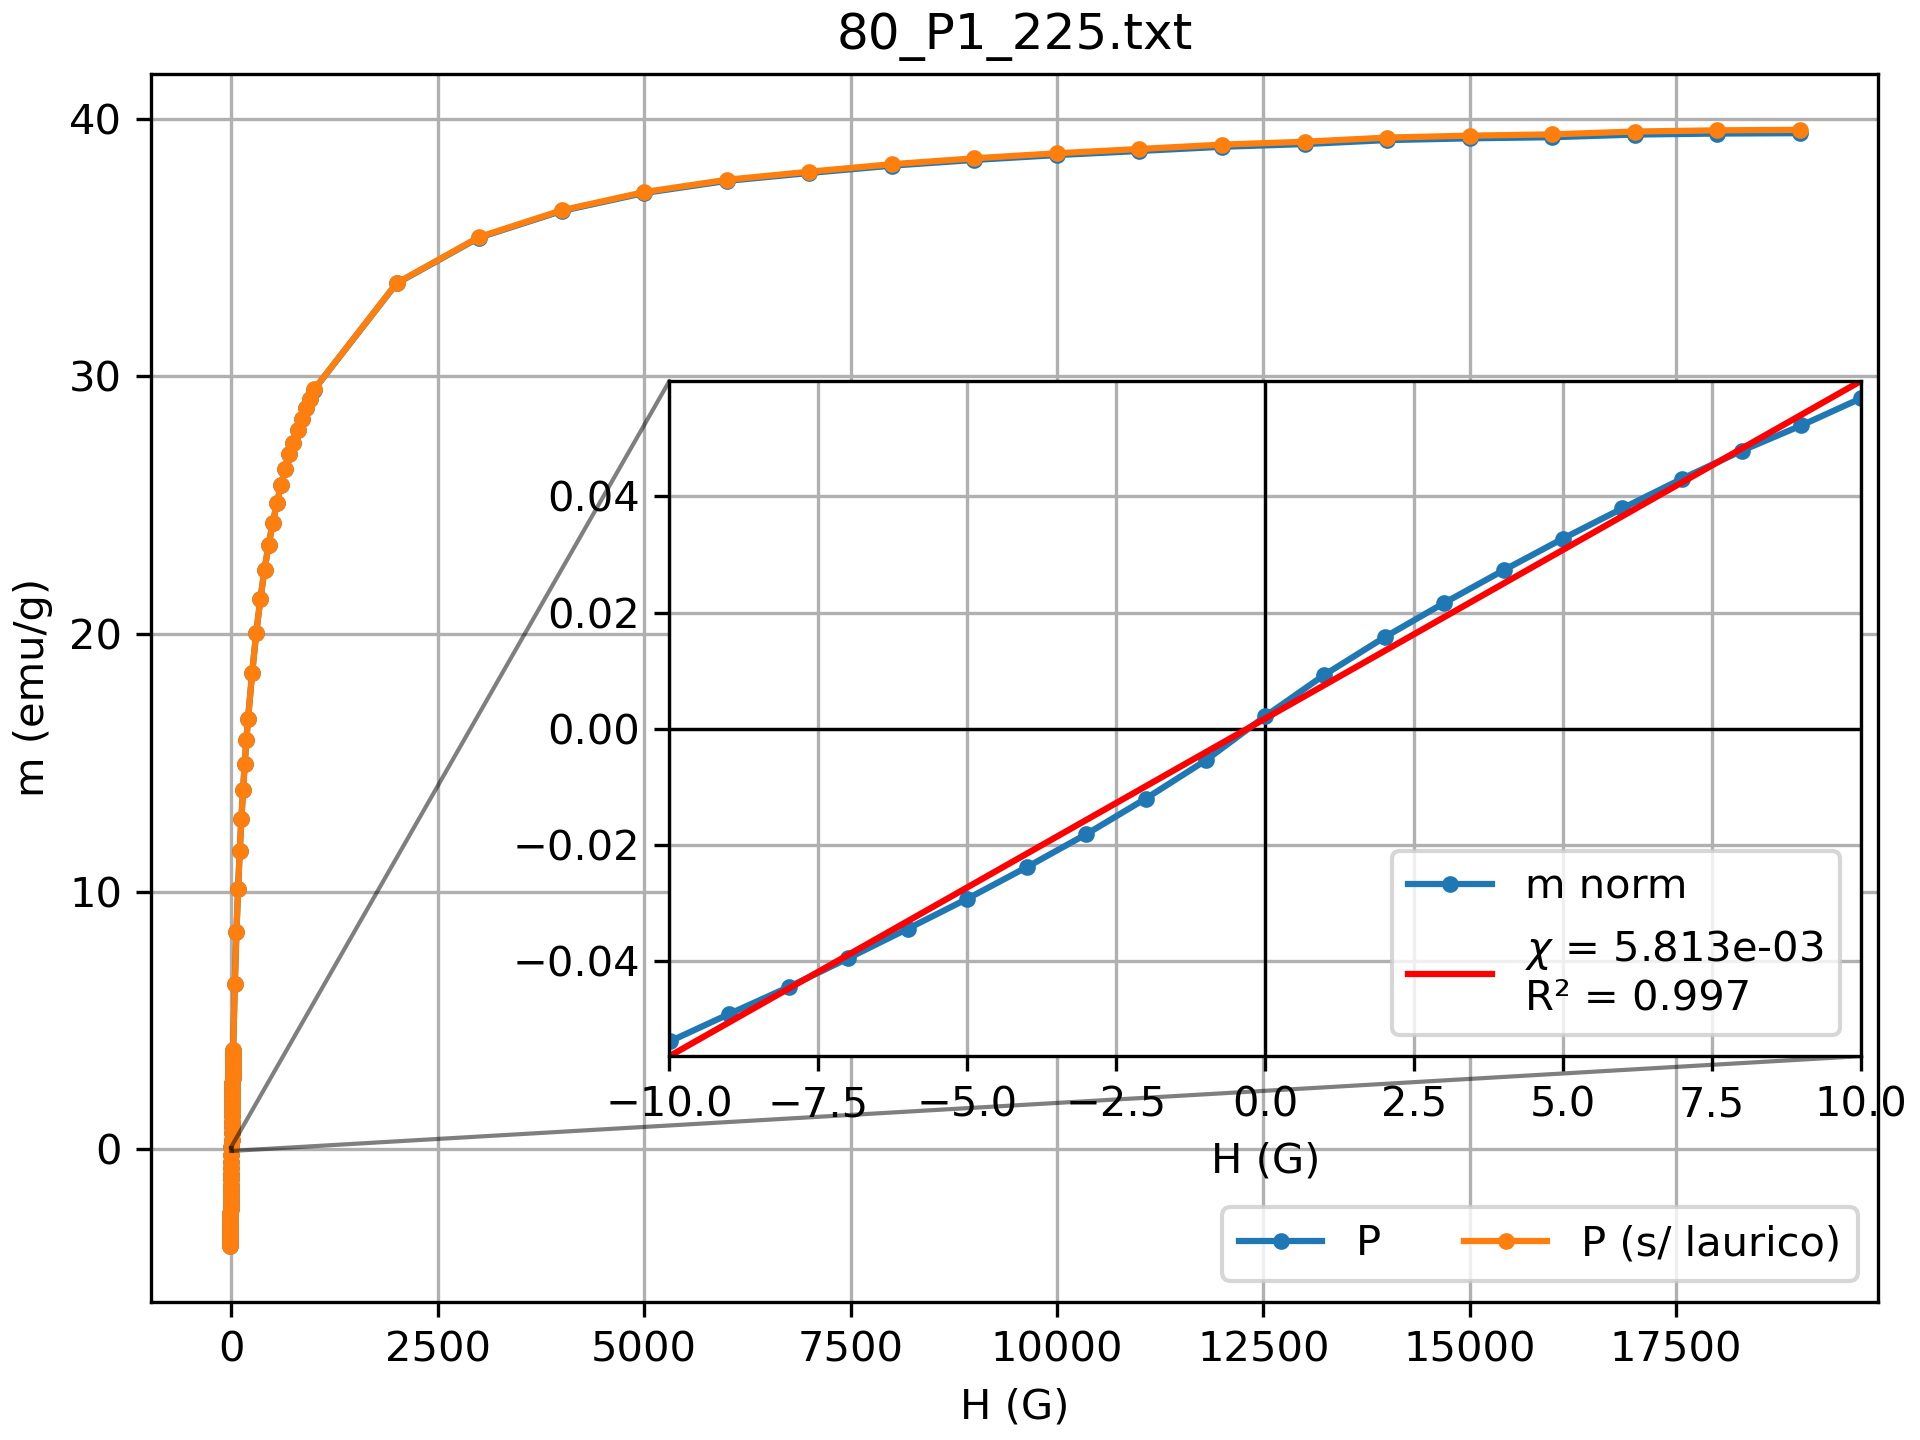 80_P1_225.txt
40
30
20
10
0
m (emu/g)
0.04
0.02
0.00
−0.02
−0.04
m norm
χ = 5.813e-03
R² = 0.997
−10.0 −7.5 −5.0 −2.5 0.0 2.5 5.0 7.5 10.0
H (G)
P P (s/ laurico)
0 2500 5000 7500 10000 12500 15000 17500
H (G)